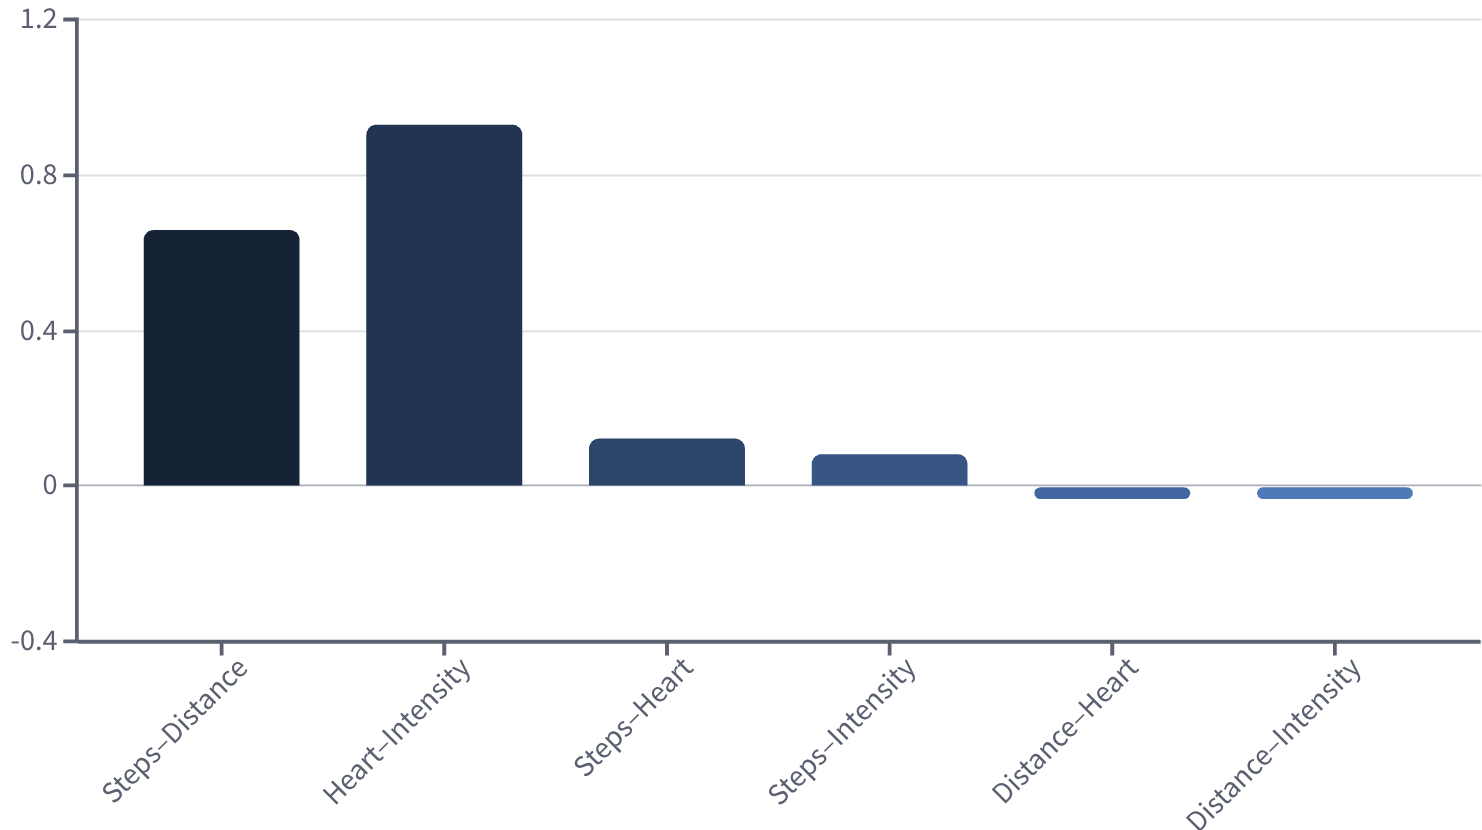 1.2
0.8
0.4
0
-0.4
Steps–Distance
Heart–Intensity
Steps–Heart
Steps–Intensity
Distance–Heart
Distance–Intensity